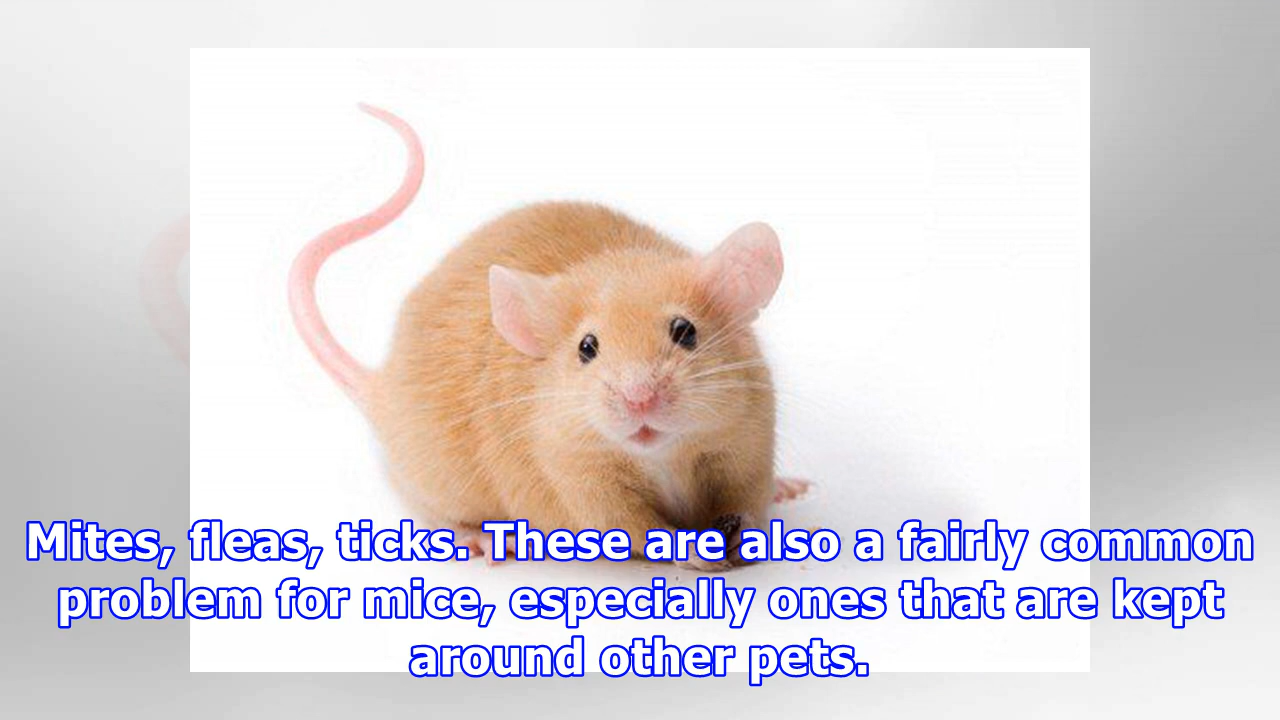 Mites, fleas, ticks. These are also a fairly common
problem for mice, especially ones that are kept
around other pets.